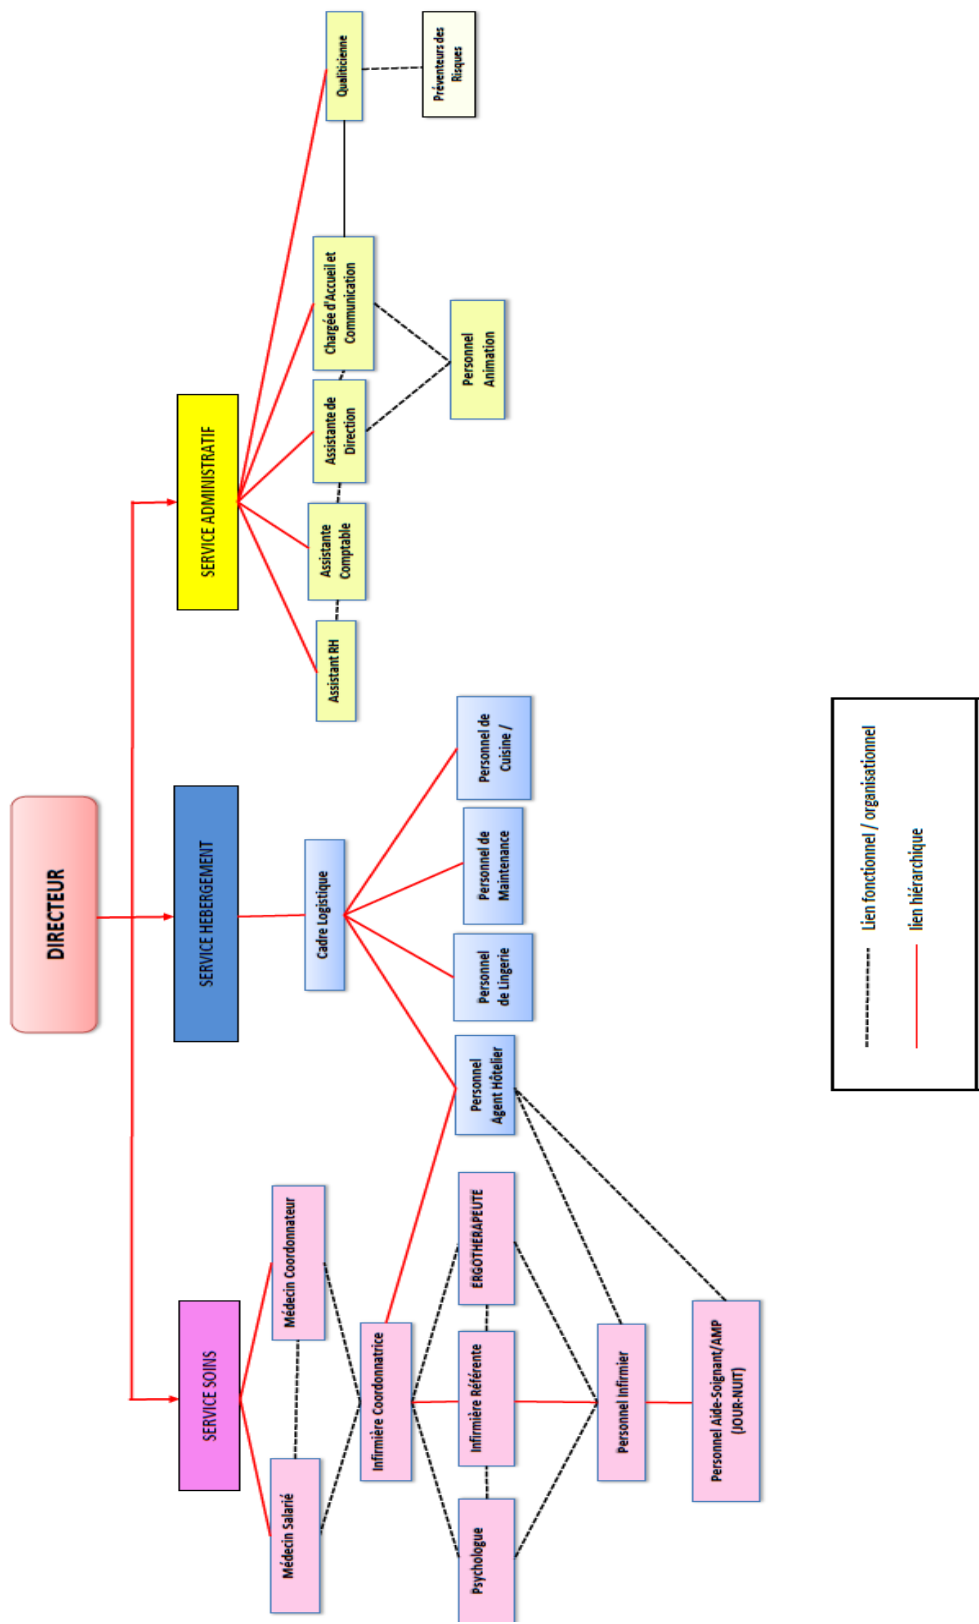 DIRECTEUR
SERVICE SOINS
SERVICE HEBERGEMENT
SERVICE ADMINISTRATIF
Médecin Salarié
Médecin Coordonnateur
Cadre Logistique
Assistant RH
Assistante
Comptable
Assistante de
Direction
Chargée d'Accueil et
Communication
Qualiticienne
Infirmière Coordonnatrice
Psychologue
Infirmière Référente
ERGOTHERAPEUTE
Personnel
Agent Hôtelier
Personnel
de Lingerie
Personnel de
Maintenance
Personnel de
Cuisine /
Personnel
Animation
Préventeurs des
Risques
Personnel Infirmier
Personnel Aide-Soignant/AMP
(JOUR-NUIT)
Lien fonctionnel / organisationnel
lien hiérarchique